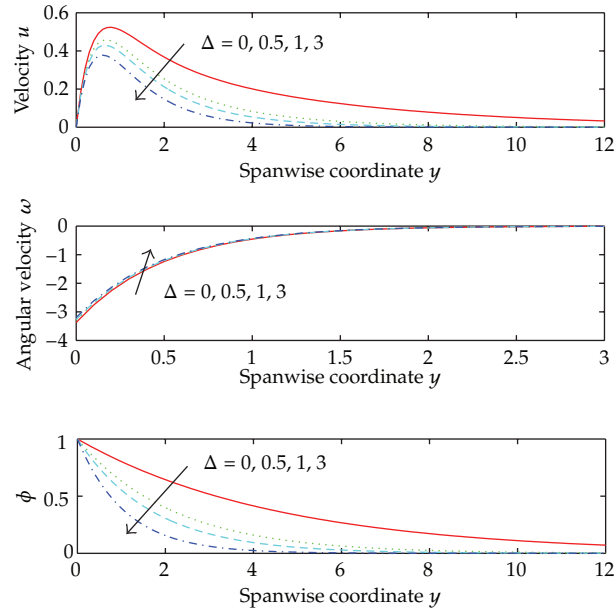 0.6
0.4
0.2
0
Velocity u
Δ = 0, 0.5, 1, 3
0 2 4 6 8 10 12
Spanwise coordinate y
0
−1
−2
−3
−4
Angular velocity ω
Δ = 0, 0.5, 1, 3
0 0.5 1 1.5 2 2.5 3
Spanwise coordinate y
1
0.5
0
ϕ
Δ = 0, 0.5, 1, 3
0 2 4 6 8 10 12
Spanwise coordinate y